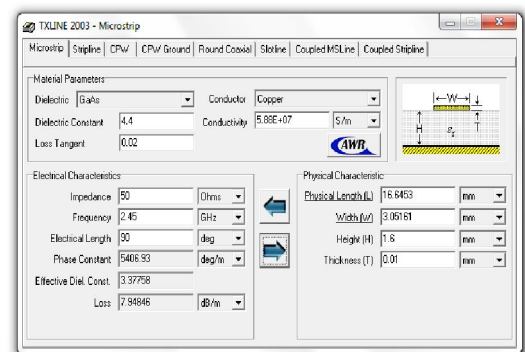 TXLINE 2003 - Microstrip
Microstrip Stripline CPW CPW Ground Round Coaxial Slotline Coupled MSLine Coupled Stripline
Material Parameters
Dielectric GaAs Conductor Copper
Dielectric Constant 4.4 Conductivity 5.88E+07 S/m
Loss Tangent 0.02 AWR
W
H εr T
Electrical Characteristics
Impedance 50 Ohms
Frequency 2.45 GHz
Electrical Length 90 deg
Phase Constant 5406.93 deg/m
Effective Diel. Const. 3.37758
Loss 7.94846 dB/m
Physical Characteristic
Physical Length (L) 16.6453 mm
Width (W) 3.05161 mm
Height (H) 1.6 mm
Thickness (T) 0.01 mm